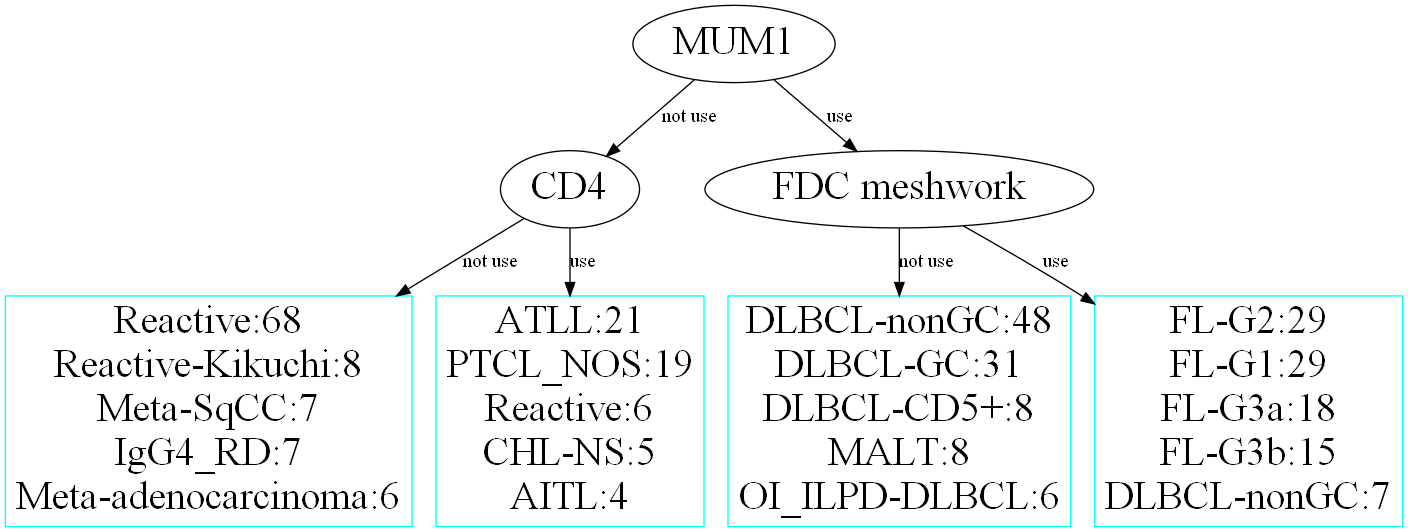 MUM1
not use
use
CD4
FDC meshwork
not use
use
not use
use
Reactive:68
Reactive-Kikuchi:8
Meta-SqCC:7
IgG4_RD:7
Meta-adenocarcinoma:6
ATLL:21
PTCL_NOS:19
Reactive:6
CHL-NS:5
AITL:4
DLBCL-nonGC:48
DLBCL-GC:31
DLBCL-CD5+:8
MALT:8
OI_ILPD-DLBCL:6
FL-G2:29
FL-G1:29
FL-G3a:18
FL-G3b:15
DLBCL-nonGC:7